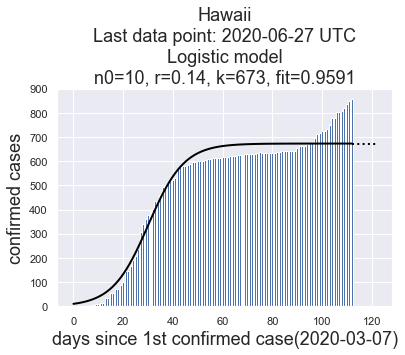 Hawaii
Last data point: 2020-06-27 UTC
Logistic model
n0=10, r=0.14, k=673, fit=0.9591
900
800
700
600
500
400
300
200
100
0
confirmed cases
0 20 40 60 80 100 120
days since 1st confirmed case(2020-03-07)